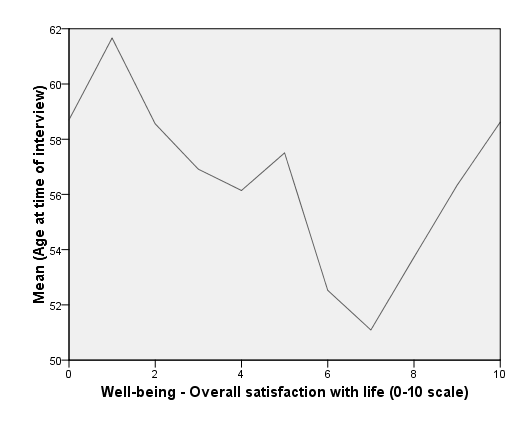 62
60
58
56
54
52
50
Mean (Age at time of interview)
0 2 4 6 8 10
Well-being - Overall satisfaction with life (0-10 scale)